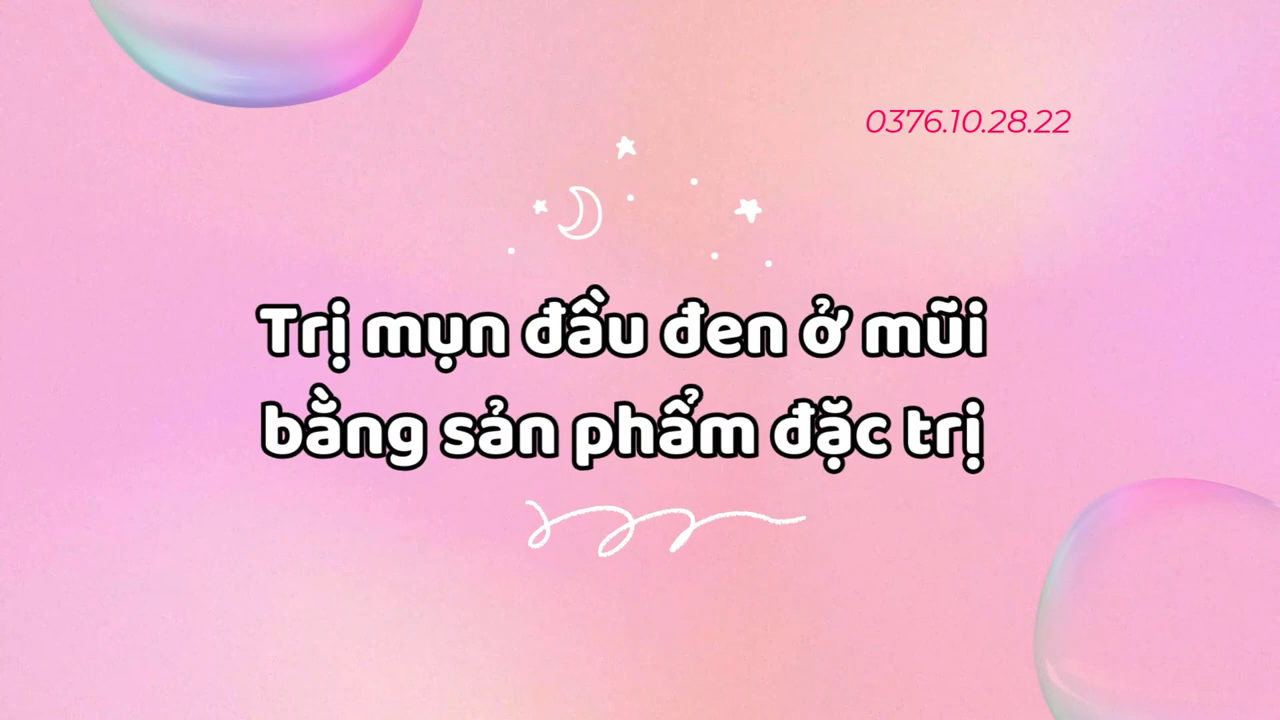 0376.10.28.22
Trị mụn đầu đen ở mũi
bằng sản phẩm đặc trị